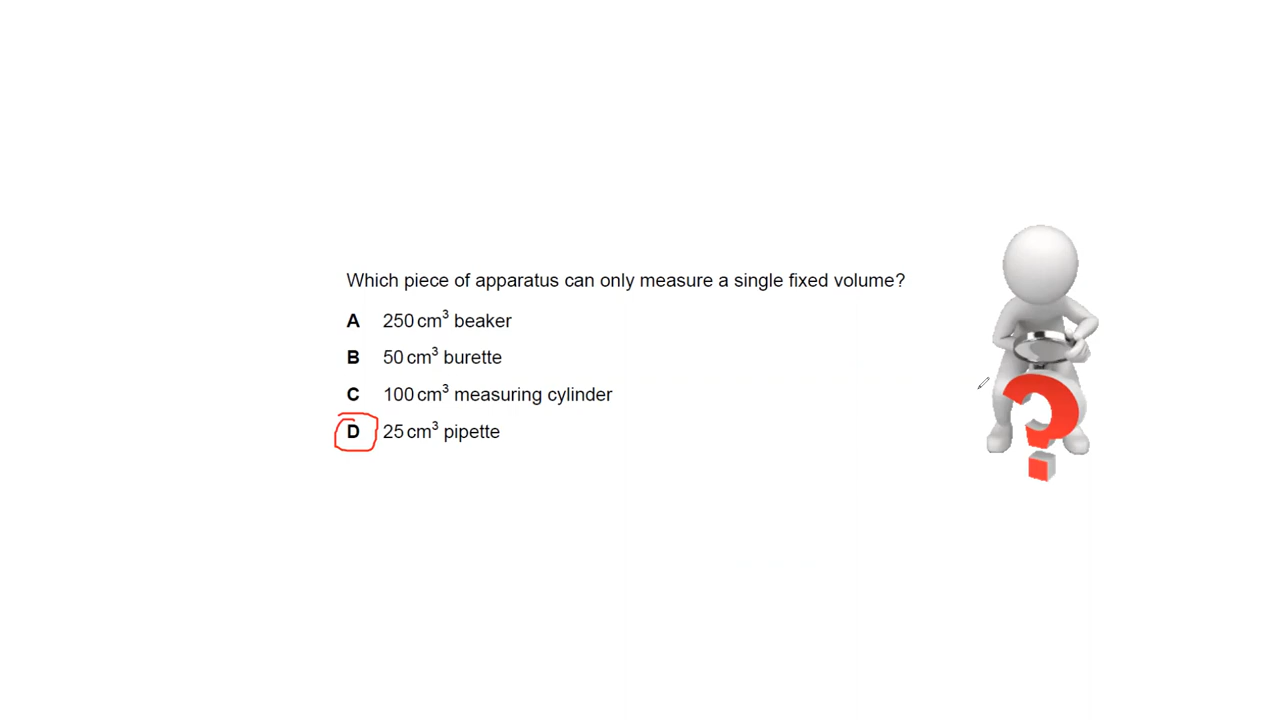 Which piece of apparatus can only measure a single fixed volume?
A 250 cm³ beaker
B 50 cm³ burette
C 100 cm³ measuring cylinder
D 25 cm³ pipette
?